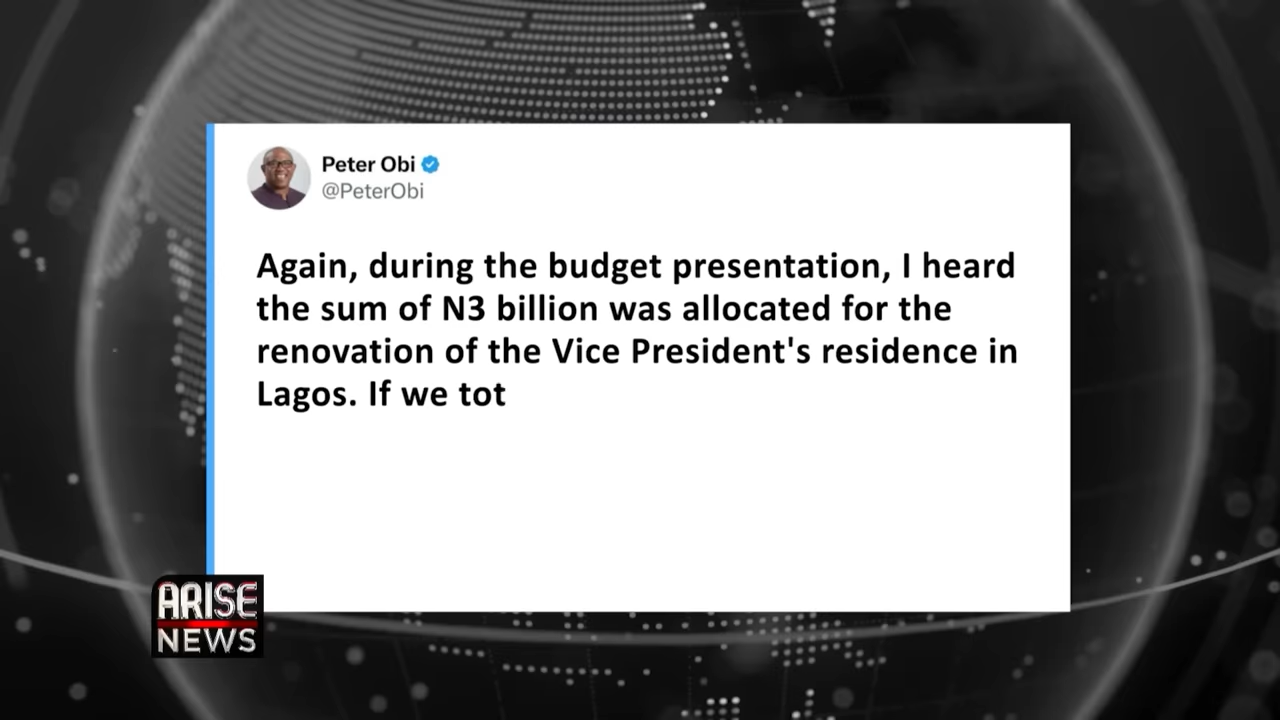 Peter Obi
@PeterObi
Again, during the budget presentation, I heard
the sum of N3 billion was allocated for the
renovation of the Vice President's residence in
Lagos. If we tot
ARISE
NEWS